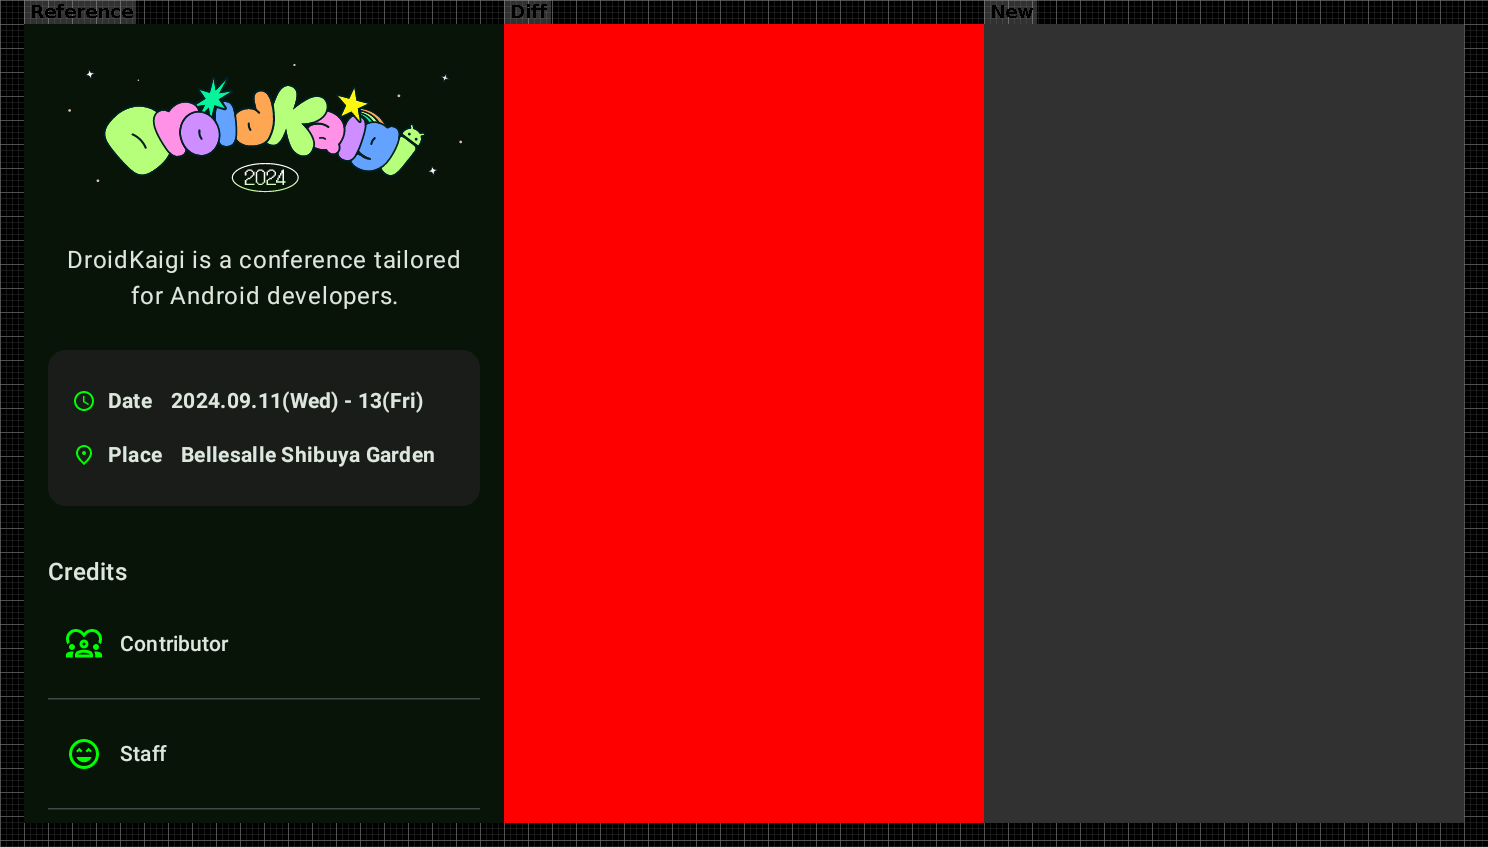 Reference
Diff
New
DroidKaigi
2024
DroidKaigi is a conference tailored
for Android developers.
Date 2024.09.11(Wed) - 13(Fri)
Place Bellesalle Shibuya Garden
Credits
Contributor
Staff